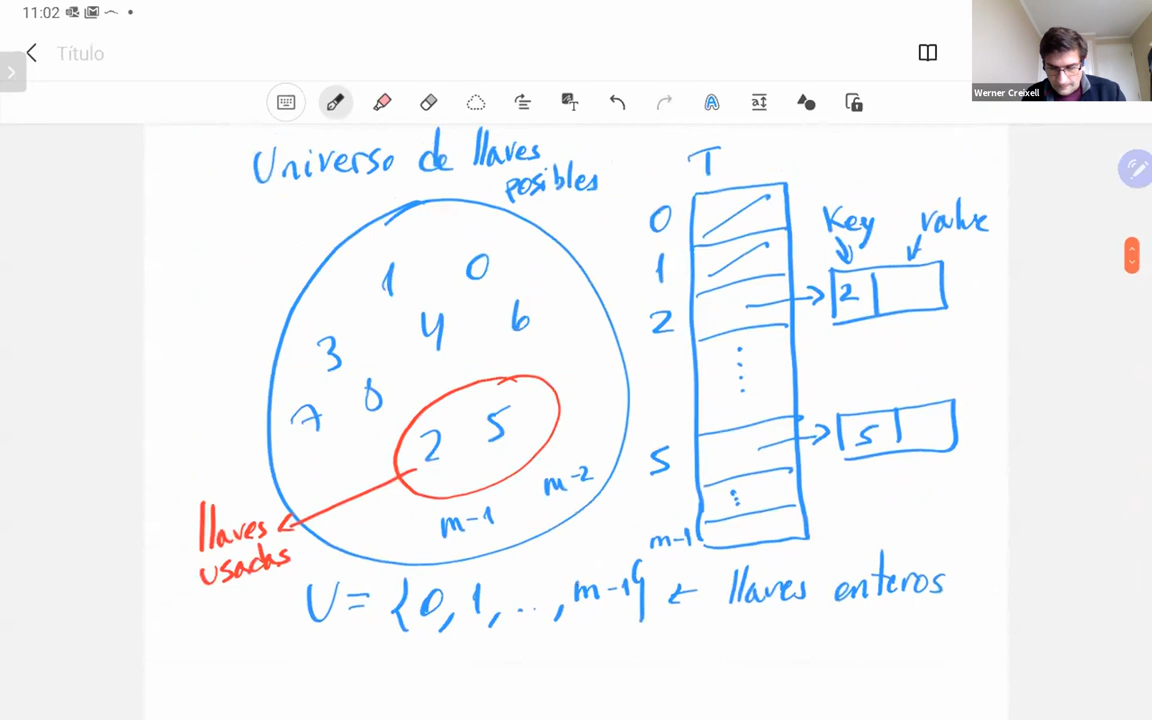 11:02
Título
Werner Creixell
Universo de llaves
posibles
T
Key value
0
1
2
5
m-1
2
5
1 0
3 4 6
7 8
2 5
m-1 m-2
llaves
usadas
U = {0, 1, ..., m-1} ← llaves enteros